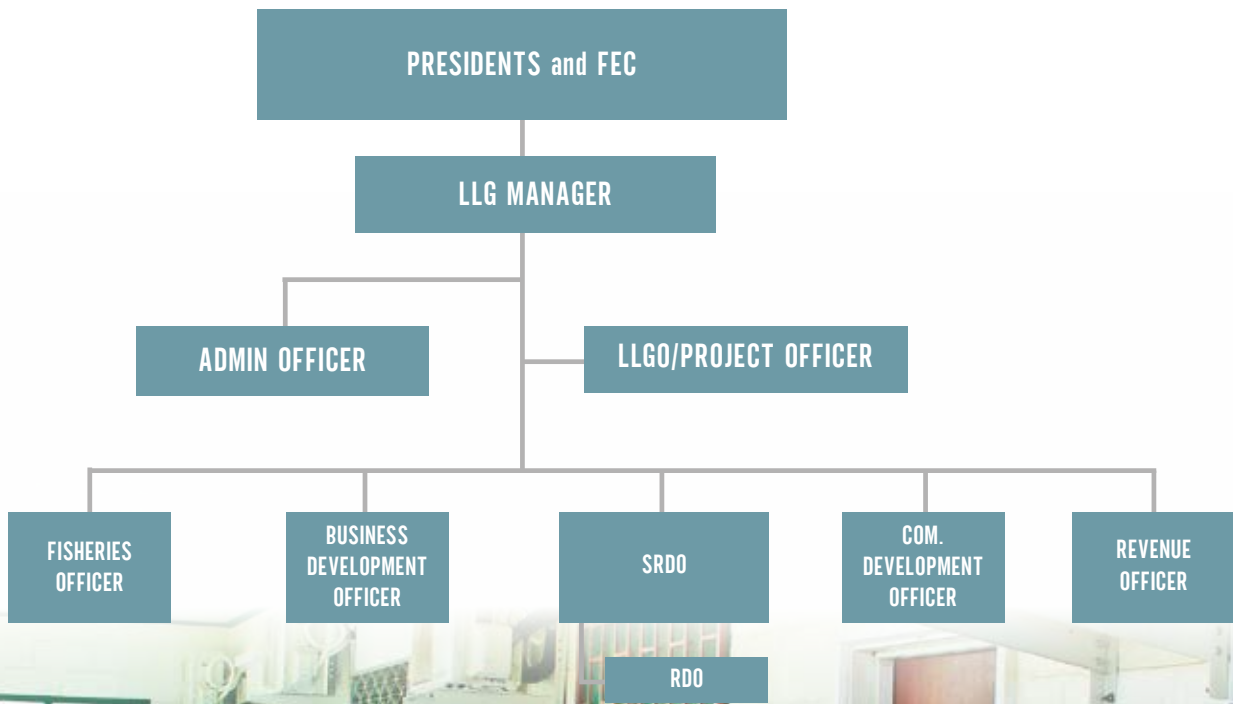 PRESIDENTS and FEC
LLG MANAGER
ADMIN OFFICER
LLGO/PROJECT OFFICER
FISHERIES
OFFICER
BUSINESS
DEVELOPMENT
OFFICER
SRDO
COM.
DEVELOPMENT
OFFICER
REVENUE
OFFICER
RDO